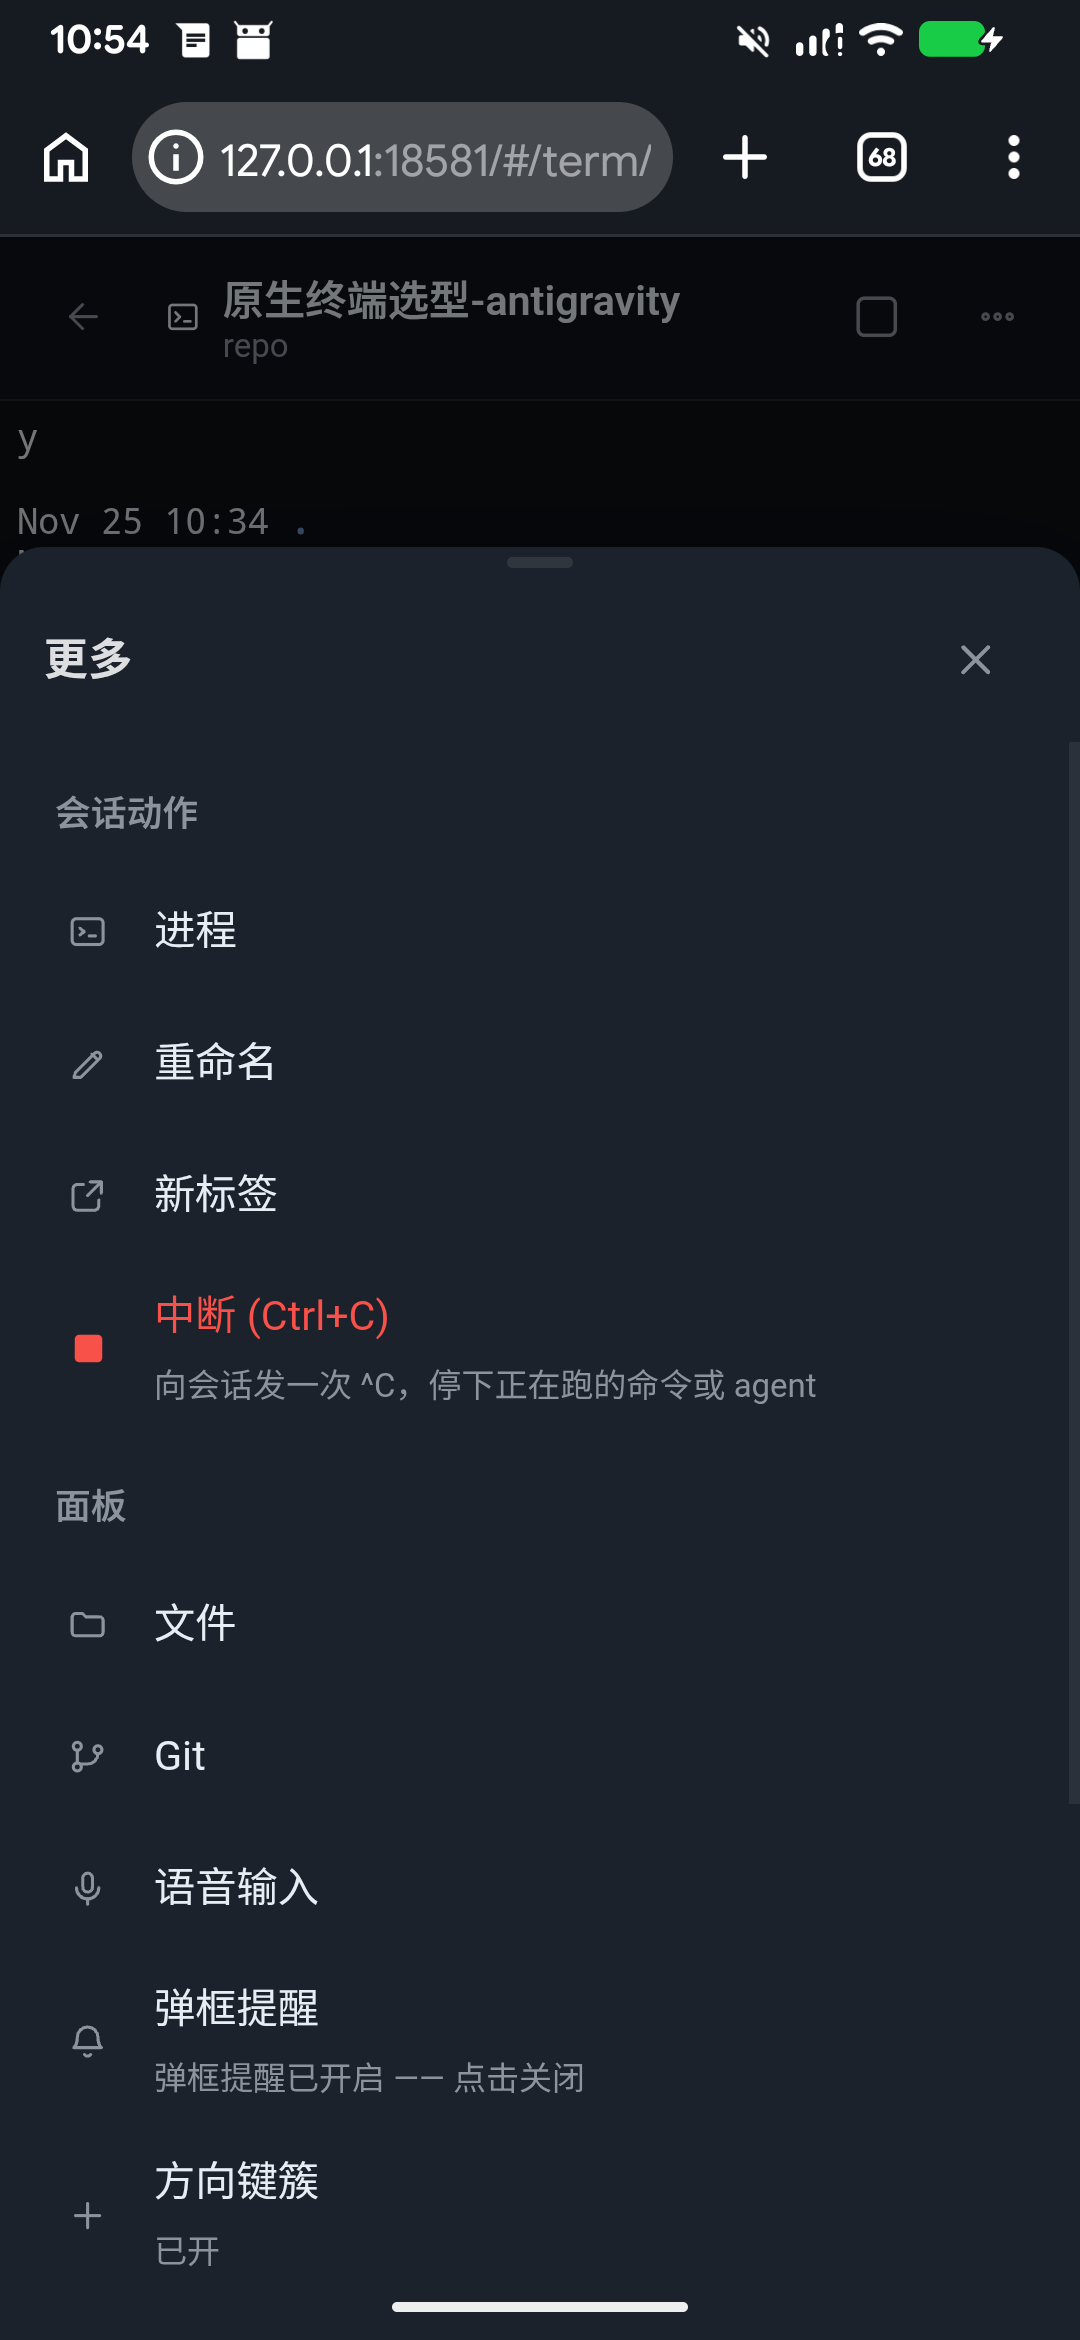 10:54
127.0.0.1:18581/#/term/
68
原生终端选型-antigravity
repo
y
Nov 25 10:34 .
更多
会话动作
进程
重命名
新标签
中断 (Ctrl+C)
向会话发一次 ^C，停下正在跑的命令或 agent
面板
文件
Git
语音输入
弹框提醒
弹框提醒已开启 —— 点击关闭
方向键簇
已开